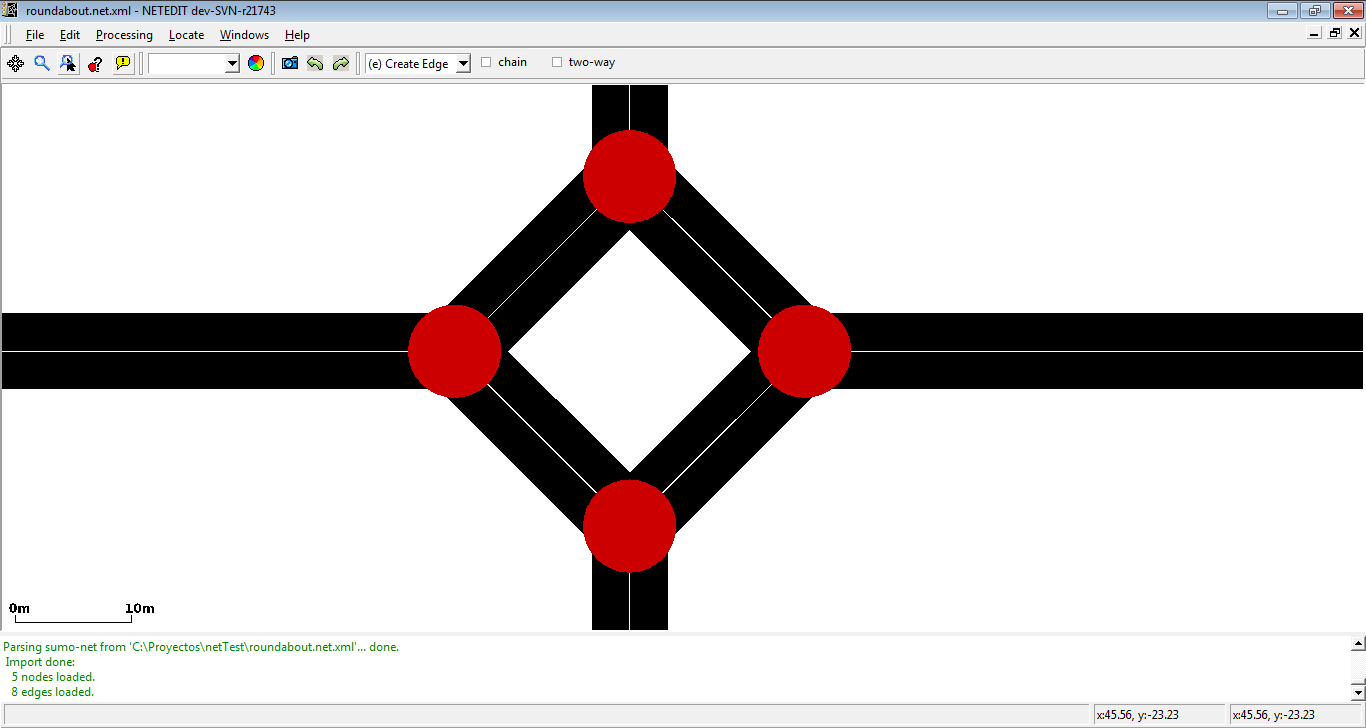 roundabout.net.xml - NETEDIT dev-SVN-r21743
File Edit Processing Locate Windows Help
(e) Create Edge chain two-way
0m 10m
Parsing sumo-net from 'C:\Proyectos\netTest\roundabout.net.xml'... done.
Import done:
5 nodes loaded.
8 edges loaded.
x:45.56, y:-23.23 x:45.56, y:-23.23